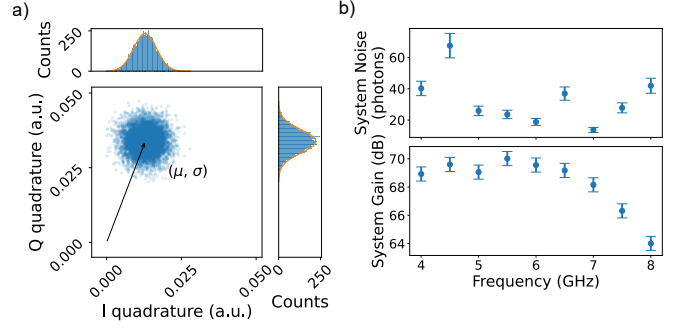 a)
Counts
250
0
Q quadrature (a.u.)
0.050
0.025
0.000
(μ, σ)
0.000
0.025
0.050
I quadrature (a.u.)
0
250
Counts
b)
System Noise
(photons)
60
40
20
System Gain (dB)
70
68
66
64
4
5
6
7
8
Frequency (GHz)